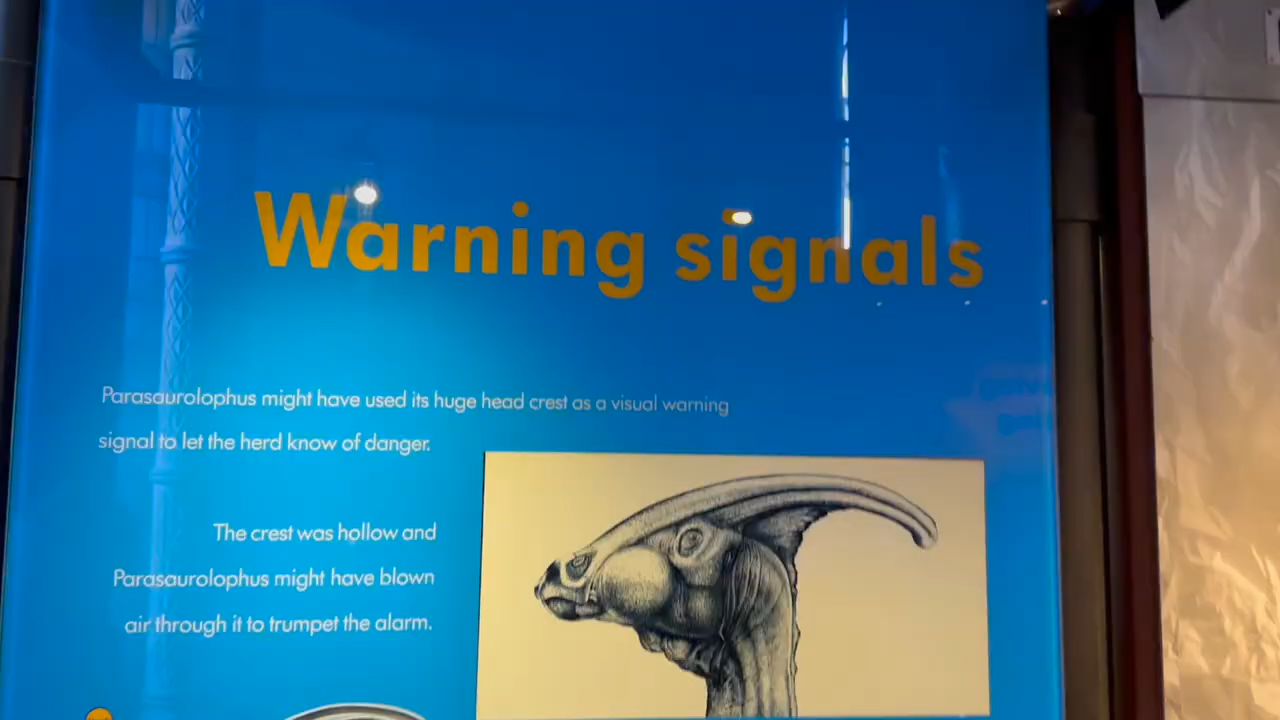 Warning signals
Parasaurolophus might have used its huge head crest as a visual warning
signal to let the herd know of danger.
The crest was hollow and
Parasaurolophus might have blown
air through it to trumpet the alarm.